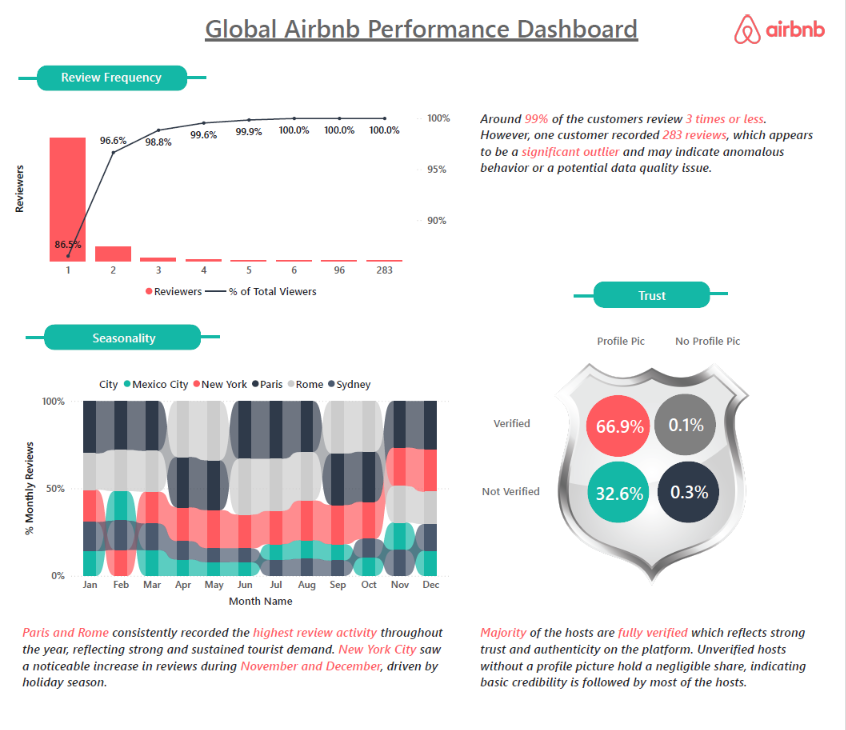 Global Airbnb Performance Dashboard
airbnb
Review Frequency
Reviewers
86.5%
96.6%
98.8%
99.6%
99.9%
100.0%
100.0%
100.0%
100%
95%
90%
1 2 3 4 5 6 96 283
Reviewers % of Total Viewers
Around 99% of the customers review 3 times or less.
However, one customer recorded 283 reviews, which appears
to be a significant outlier and may indicate anomalous
behavior or a potential data quality issue.
Seasonality
City Mexico City New York Paris Rome Sydney
% Monthly Reviews
100%
50%
0%
Jan Feb Mar Apr May Jun Jul Aug Sep Oct Nov Dec
Month Name
Paris and Rome consistently recorded the highest review activity throughout
the year, reflecting strong and sustained tourist demand. New York City saw
a noticeable increase in reviews during November and December, driven by
holiday season.
Trust
Profile Pic No Profile Pic
Verified 66.9% 0.1%
Not Verified 32.6% 0.3%
Majority of the hosts are fully verified which reflects strong
trust and authenticity on the platform. Unverified hosts
without a profile picture hold a negligible share, indicating
basic credibility is followed by most of the hosts.